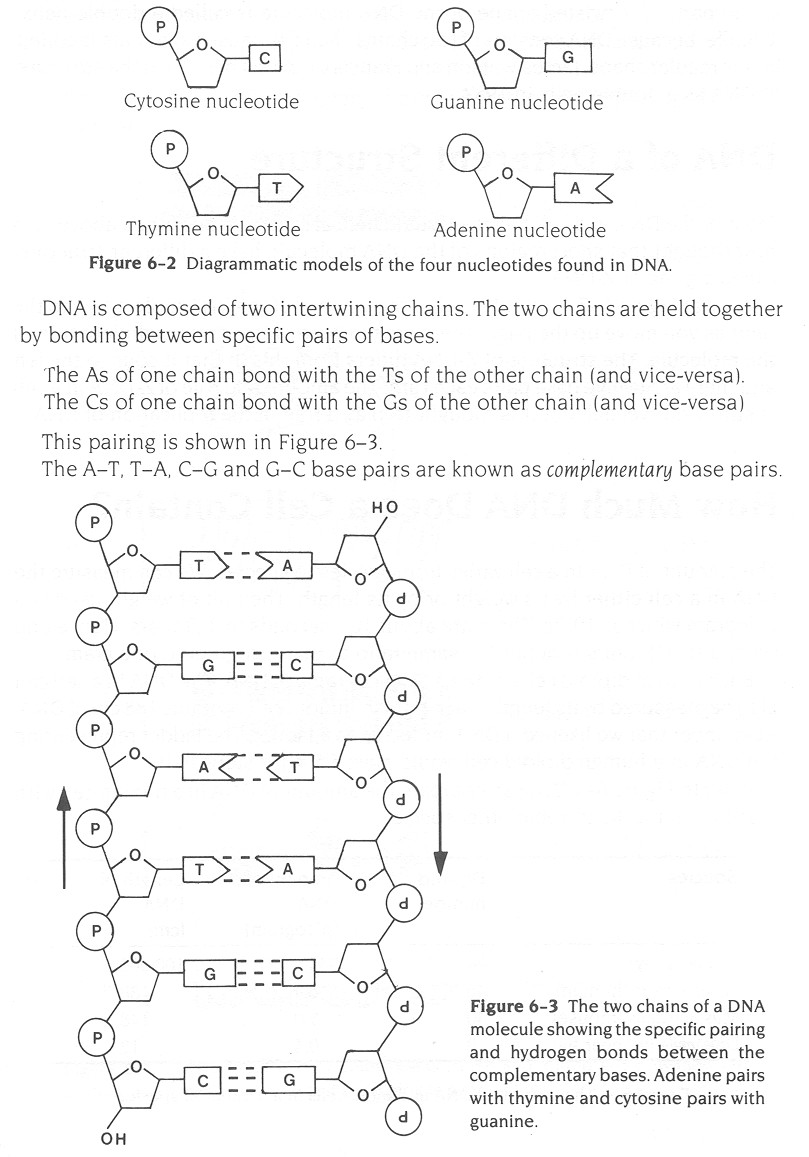 P O C
P O G
Cytosine nucleotide
Guanine nucleotide
P O T
P O A
Thymine nucleotide
Adenine nucleotide
Figure 6–2 Diagrammatic models of the four nucleotides found in DNA.
DNA is composed of two intertwining chains. The two chains are held together
by bonding between specific pairs of bases.
The As of one chain bond with the Ts of the other chain (and vice-versa).
The Cs of one chain bond with the Gs of the other chain (and vice-versa)
This pairing is shown in Figure 6–3.
The A–T, T–A, C–G and G–C base pairs are known as complementary base pairs.
HO
P
O T A O
P
P
O G C O
P
P
O A T O
P
P
O T A O
P
P
O G C O
P
P
O C G O
P
OH
Figure 6–3 The two chains of a DNA
molecule showing the specific pairing
and hydrogen bonds between the
complementary bases. Adenine pairs
with thymine and cytosine pairs with
guanine.